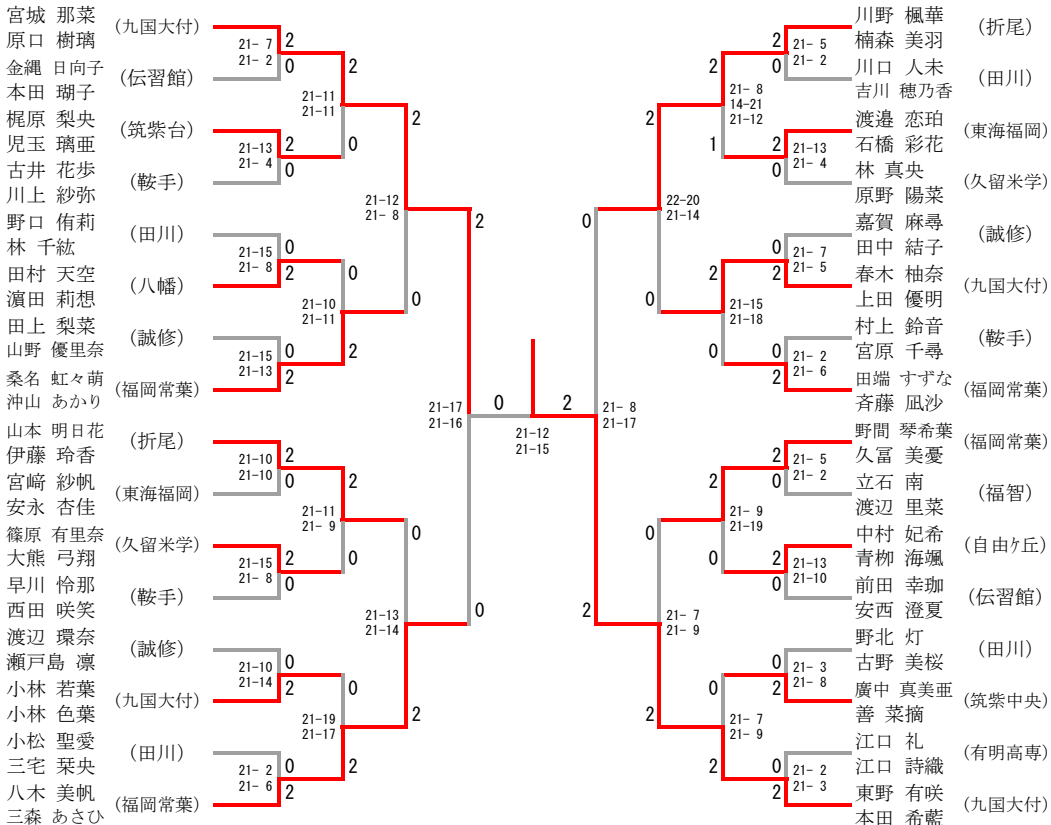 宮城 那菜
原口 樹璃
(九国大付)
21- 7
21- 2
2
0
金縄 日向子
本田 瑚子
(伝習館)
21-11
21-11
2
0
梶原 梨央
児玉 璃亜
(筑紫台)
21-13
21- 4
2
0
古井 花歩
川上 紗弥
(鞍手)
21-12
21- 8
2
0
野口 侑莉
林 千紘
(田川)
21-15
21- 8
0
2
田村 天空
濵田 莉想
(八幡)
21-10
21-11
0
2
田上 梨菜
山野 優里奈
(誠修)
21-15
21-13
0
2
桑名 虹々萌
沖山 あかり
(福岡常葉)
21-17
21-16
2
0
山本 明日花
伊藤 玲香
(折尾)
21-10
21-10
2
0
宮﨑 紗帆
安永 杏佳
(東海福岡)
21-11
21- 9
2
0
篠原 有里奈
大熊 弓翔
(久留米学)
21-15
21- 8
2
0
早川 怜那
西田 咲笑
(鞍手)
21-13
21-14
0
2
渡辺 環奈
瀬戸島 凛
(誠修)
21-10
21-14
0
2
小林 若葉
小林 色葉
(九国大付)
21-19
21-17
0
2
小松 聖愛
三宅 栞央
(田川)
21- 2
21- 6
0
2
八木 美帆
三森 あさひ
(福岡常葉)
0
2
21-12
21-15
川野 楓華
楠森 美羽
(折尾)
21- 5
21- 2
2
0
川口 人未
吉川 穂乃香
(田川)
21- 8
14-21
21-12
2
1
渡邉 恋珀
石橋 彩花
(東海福岡)
21-13
21- 4
2
0
林 真央
原野 陽菜
(久留米学)
22-20
21-14
2
0
嘉賀 麻尋
田中 結子
(誠修)
21- 7
21- 5
0
2
春木 柚奈
上田 優明
(九国大付)
21-15
21-18
2
0
村上 鈴音
宮原 千尋
(鞍手)
21- 2
21- 6
0
2
田端 すずな
斉藤 凪沙
(福岡常葉)
21- 8
21-17
0
2
野間 琴希葉
久冨 美憂
(福岡常葉)
21- 5
21- 2
2
0
立石 南
渡辺 里菜
(福智)
21- 9
21-19
2
0
中村 妃希
青栁 海颯
(自由ケ丘)
21-13
21-10
2
0
前田 幸珈
安西 澄夏
(伝習館)
21- 7
21- 9
0
2
野北 灯
古野 美桜
(田川)
21- 3
21- 8
0
2
廣中 真美亜
善 菜摘
(筑紫中央)
21- 7
21- 9
0
2
江口 礼
江口 詩織
(有明高専)
21- 2
21- 3
0
2
東野 有咲
本田 希藍
(九国大付)